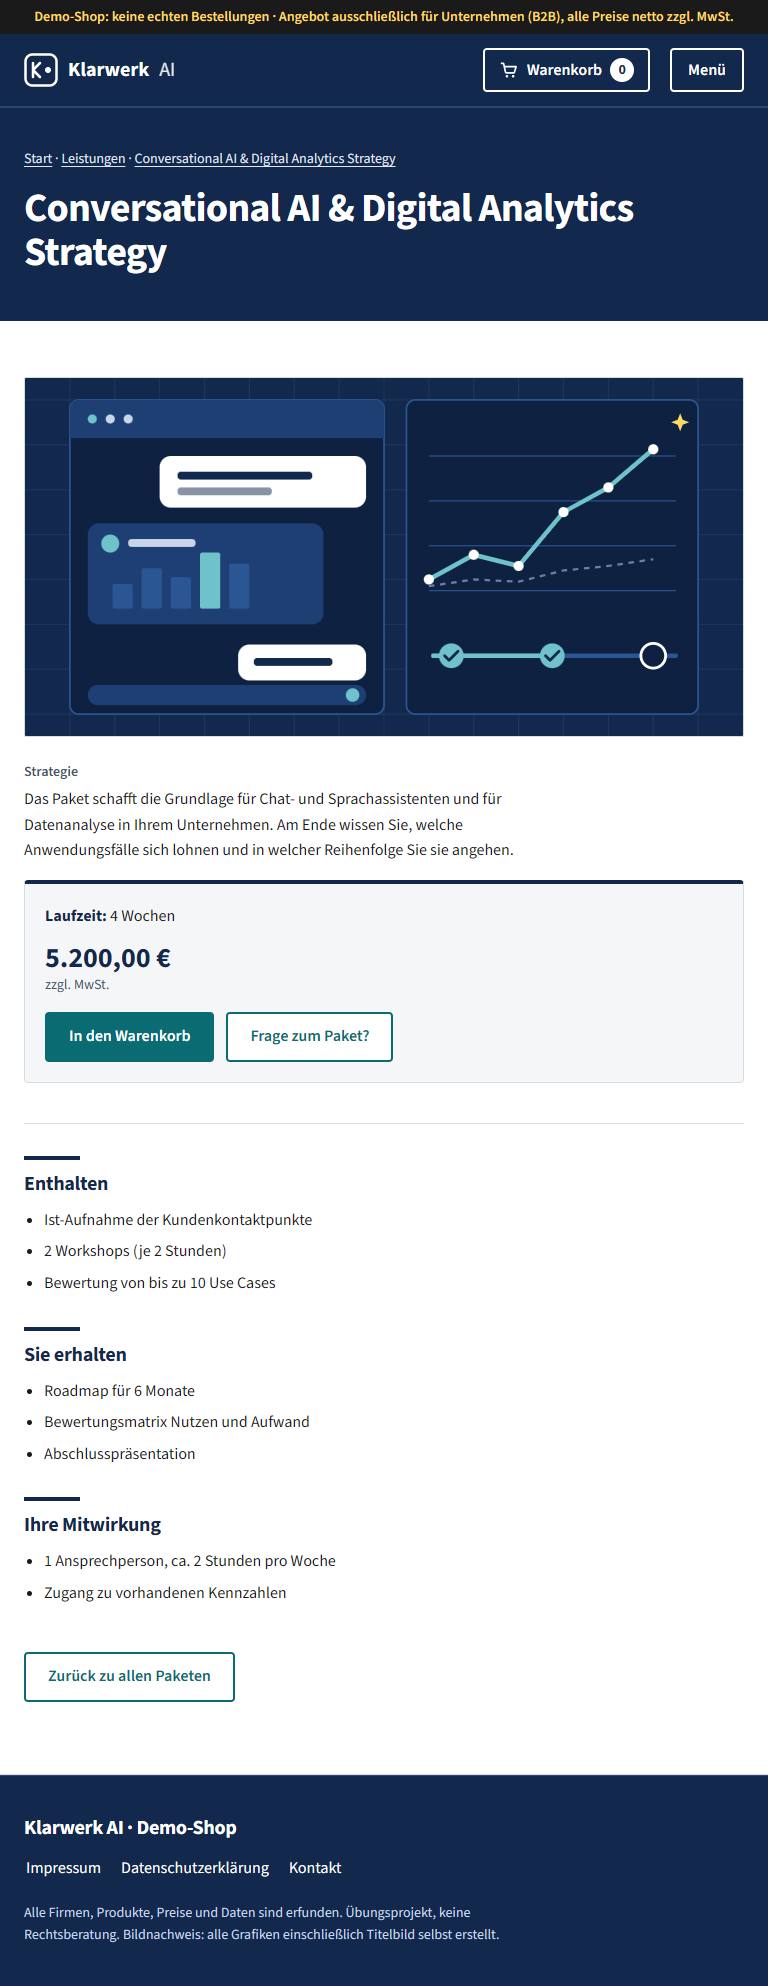 Demo-Shop: keine echten Bestellungen · Angebot ausschließlich für Unternehmen (B2B), alle Preise netto zzgl. MwSt.
K Klarwerk AI
Warenkorb 0
Menü
Start · Leistungen · Conversational AI & Digital Analytics Strategy
Conversational AI & Digital Analytics
Strategy
Strategie
Das Paket schafft die Grundlage für Chat- und Sprachassistenten und für
Datenanalyse in Ihrem Unternehmen. Am Ende wissen Sie, welche
Anwendungsfälle sich lohnen und in welcher Reihenfolge Sie sie angehen.
Laufzeit: 4 Wochen
5.200,00 €
zzgl. MwSt.
In den Warenkorb
Frage zum Paket?
Enthalten
• Ist-Aufnahme der Kundenkontaktpunkte
• 2 Workshops (je 2 Stunden)
• Bewertung von bis zu 10 Use Cases
Sie erhalten
• Roadmap für 6 Monate
• Bewertungsmatrix Nutzen und Aufwand
• Abschlusspräsentation
Ihre Mitwirkung
• 1 Ansprechperson, ca. 2 Stunden pro Woche
• Zugang zu vorhandenen Kennzahlen
Zurück zu allen Paketen
Klarwerk AI · Demo-Shop
Impressum Datenschutzerklärung Kontakt
Alle Firmen, Produkte, Preise und Daten sind erfunden. Übungsprojekt, keine
Rechtsberatung. Bildnachweis: alle Grafiken einschließlich Titelbild selbst erstellt.